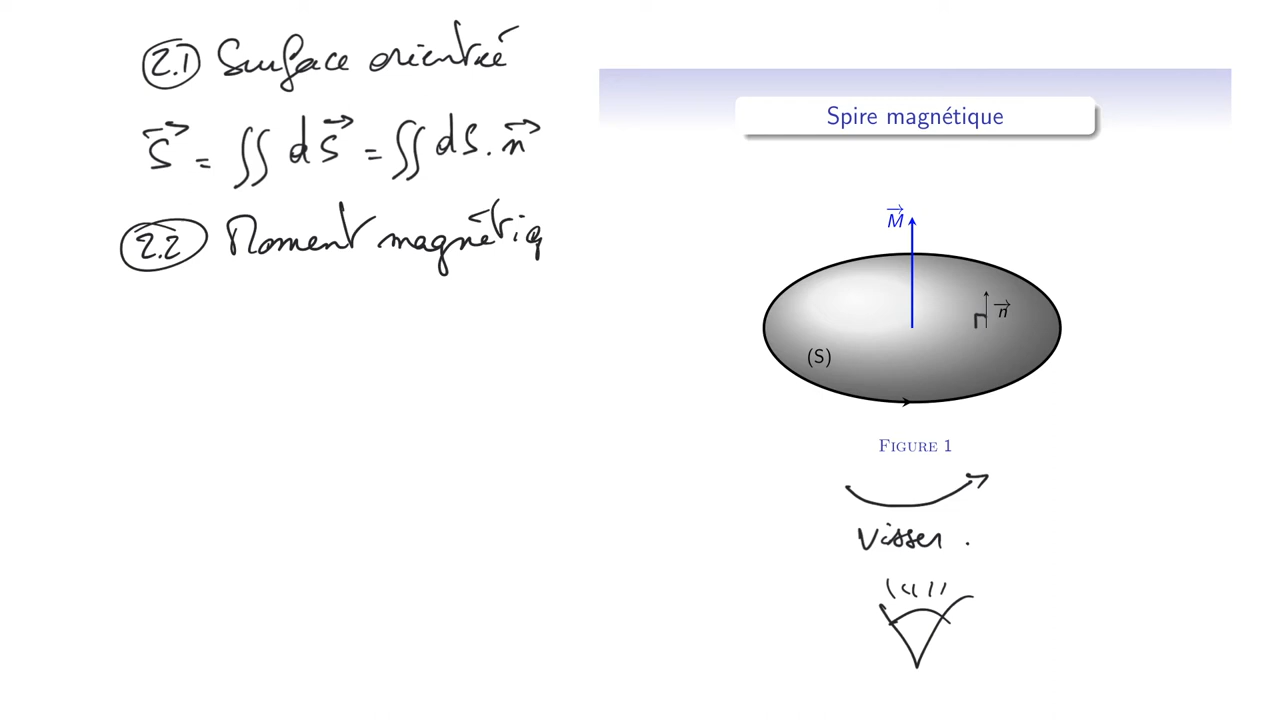 2.1 Surface orientée
S⃗ = ∬ dS⃗ = ∬ dS. n⃗
2.2 Moment magnétiq
Spire magnétique
M⃗
n⃗
(S)
FIGURE 1
Visser .